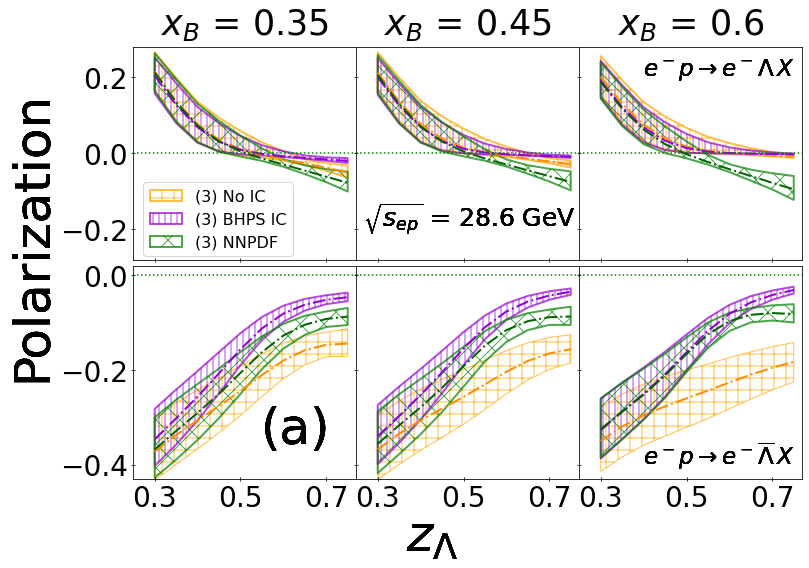 x_B = 0.35 x_B = 0.45 x_B = 0.6
Polarization
0.2
0.0
−0.2
e⁻p→e⁻ΛX
(3) No IC
(3) BHPS IC
(3) NNPDF
√s_ep = 28.6 GeV
0.0
−0.2
−0.4
(a)
e⁻p→e⁻Λ̅X
0.3 0.5 0.7 0.3 0.5 0.7 0.3 0.5 0.7
z_Λ